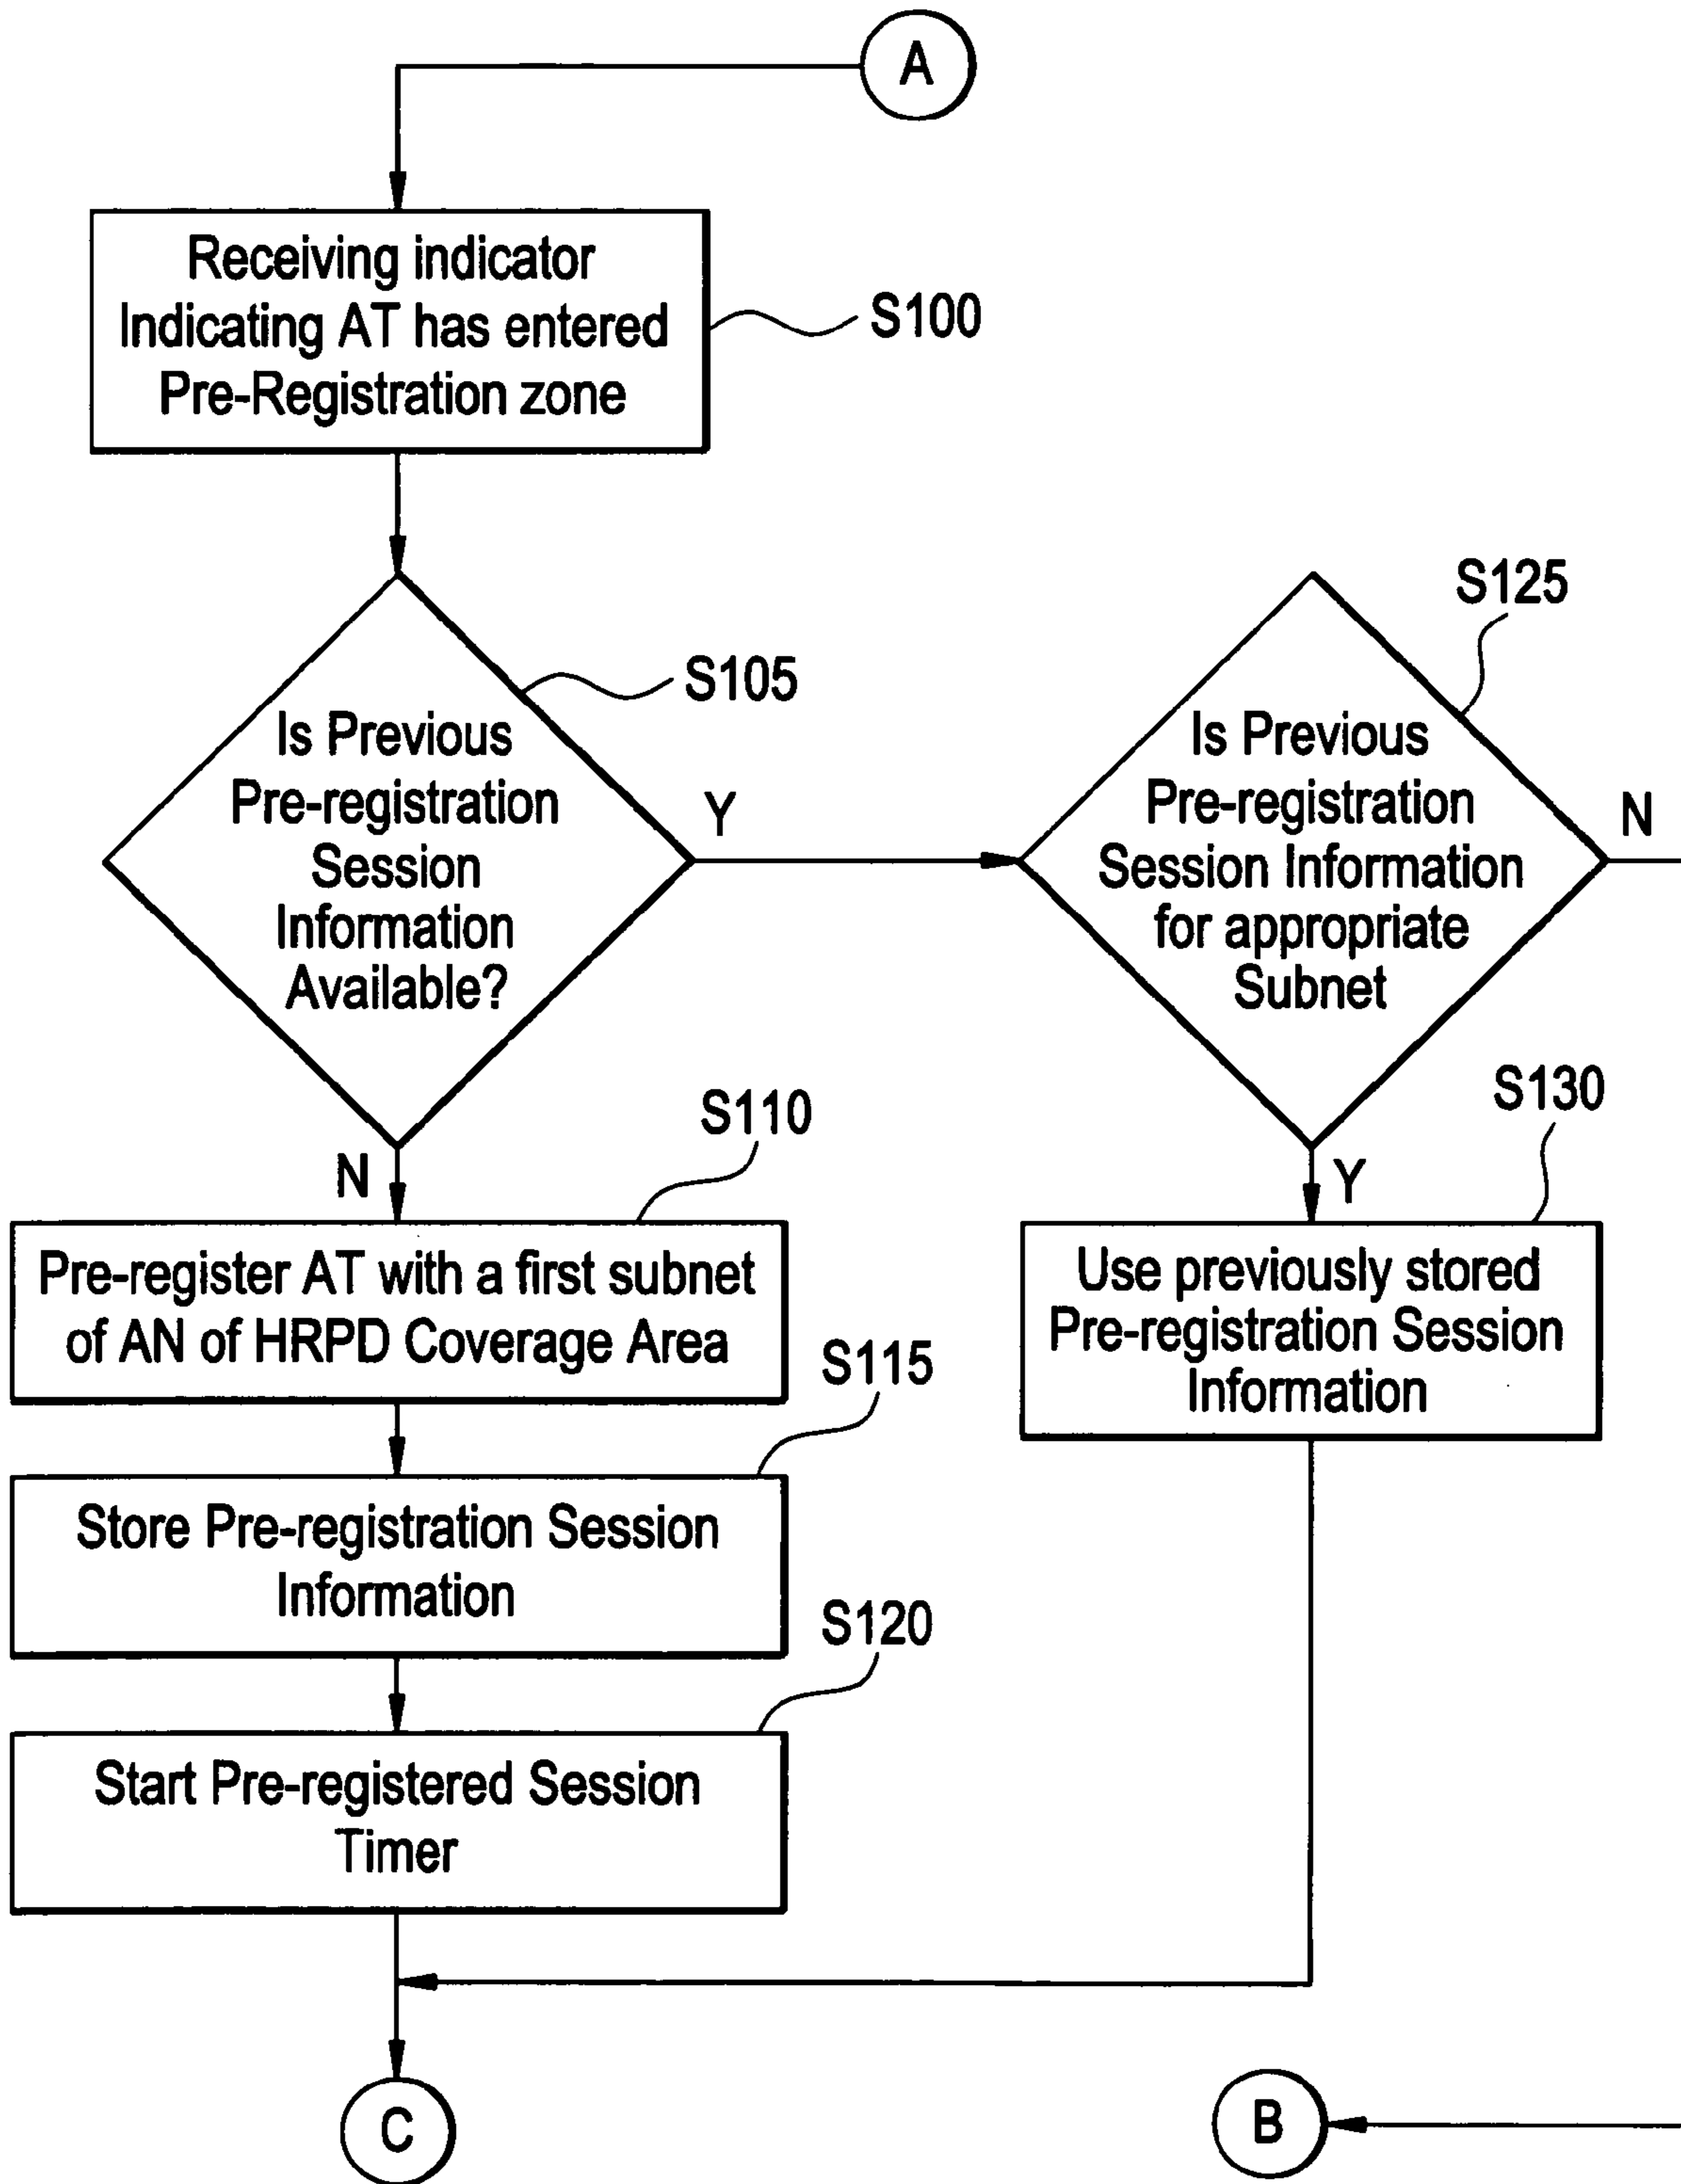 A
Receiving indicator
Indicating AT has entered
Pre-Registration zone
S100
S105
Is Previous
Pre-registration
Session
Information
Available?
Y
N
S125
Is Previous
Pre-registration
Session Information
for appropriate
Subnet
N
Y
S110
Pre-register AT with a first subnet
of AN of HRPD Coverage Area
S130
Use previously stored
Pre-registration Session
Information
S115
Store Pre-registration Session
Information
S120
Start Pre-registered Session
Timer
C
B